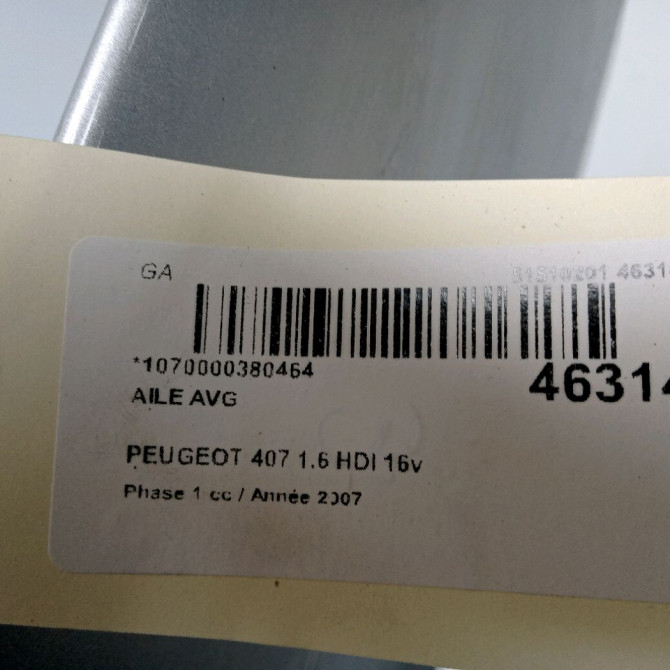 GA
*1070000380464
46314
AILE AVG
PEUGEOT 407 1.6 HDI 16v
Phase 1 cc / Année 2007